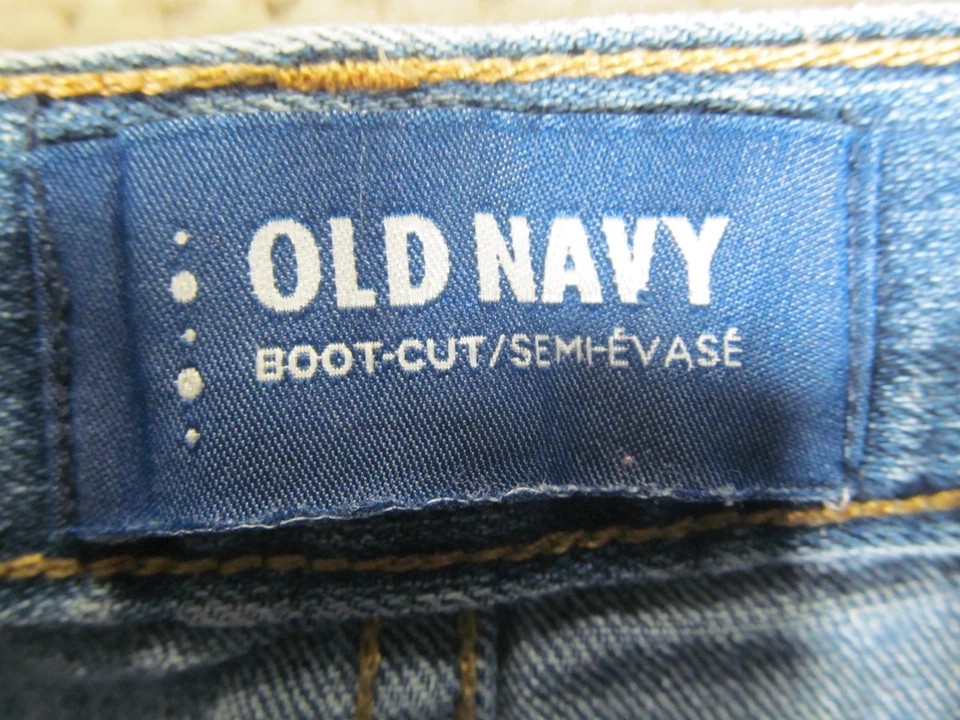 OLD NAVY
BOOT-CUT/SEMI-ÉVASÉ